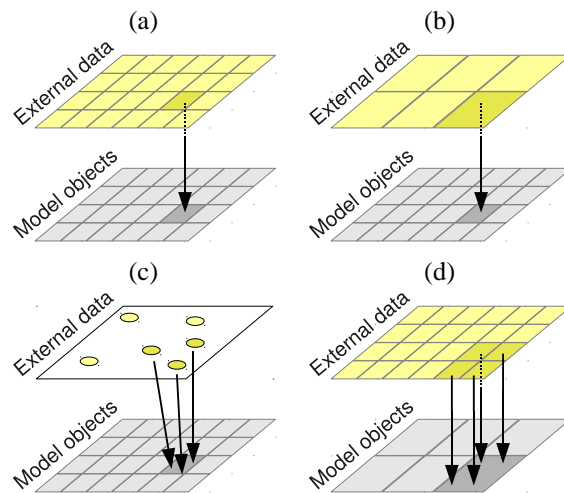 (a)
(b)
External data
External data
Model objects
Model objects
(c)
(d)
External data
External data
Model objects
Model objects